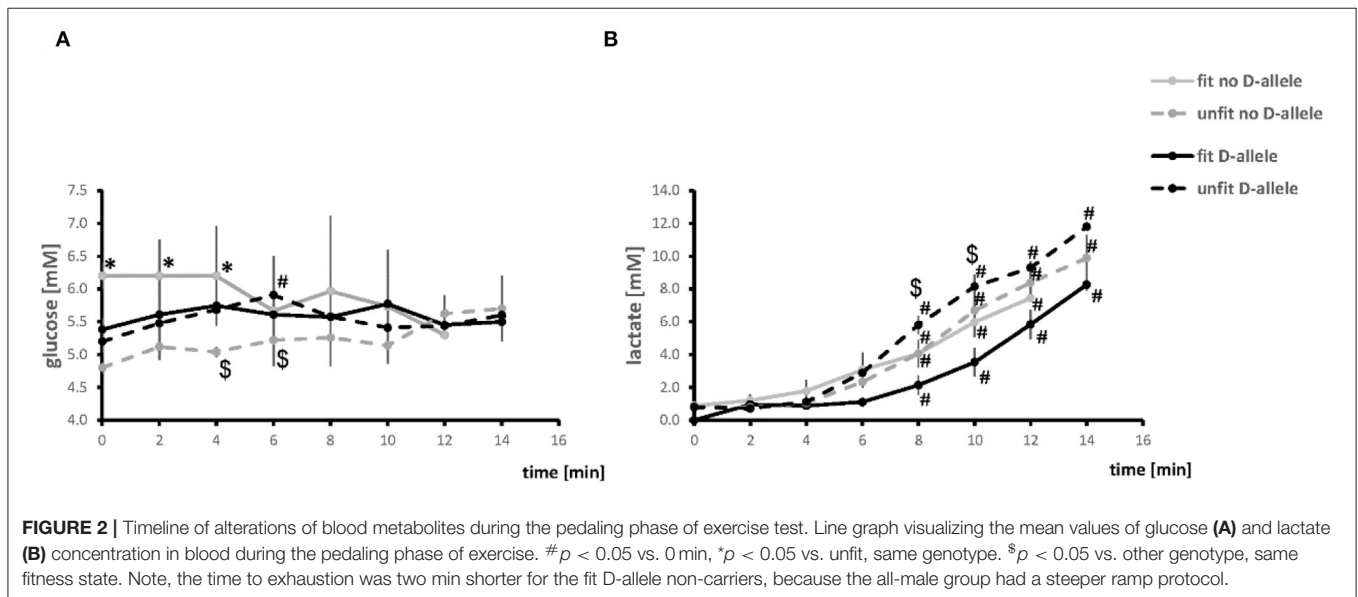 A
B
fit no D-allele
unfit no D-allele
fit D-allele
unfit D-allele
glucose [mM]
7.5
7.0
6.5
6.0
5.5
5.0
4.5
4.0
* * * #
$ $
0 2 4 6 8 10 12 14 16
time [min]
lactate [mM]
14.0
12.0
10.0
8.0
6.0
4.0
2.0
0.0
$ $
# # # #
# # # #
# # #
# # # #
0 2 4 6 8 10 12 14 16
time [min]
FIGURE 2 | Timeline of alterations of blood metabolites during the pedaling phase of exercise test. Line graph visualizing the mean values of glucose (A) and lactate
(B) concentration in blood during the pedaling phase of exercise. #p < 0.05 vs. 0 min, *p < 0.05 vs. unfit, same genotype. $p < 0.05 vs. other genotype, same
fitness state. Note, the time to exhaustion was two min shorter for the fit D-allele non-carriers, because the all-male group had a steeper ramp protocol.